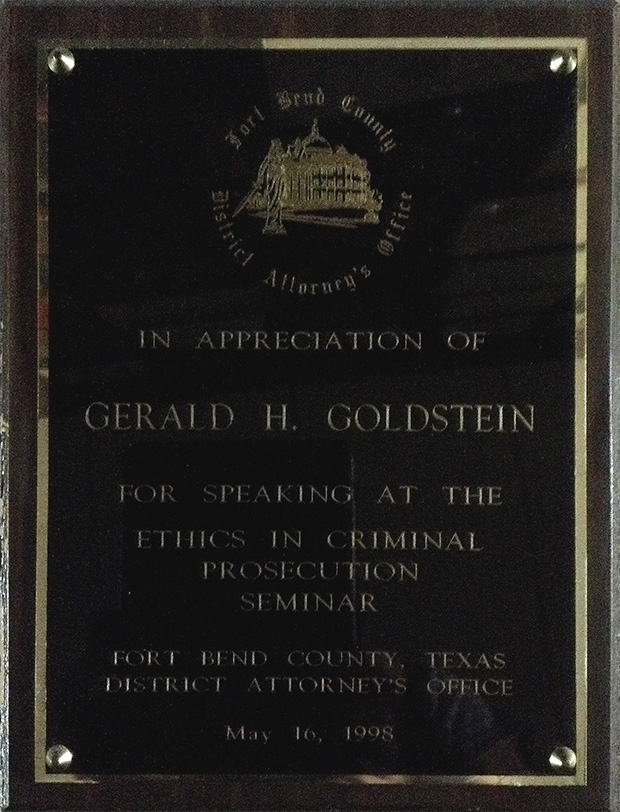 Fort Bend County
District Attorney's Office
IN APPRECIATION OF
GERALD H. GOLDSTEIN
FOR SPEAKING AT THE
ETHICS IN CRIMINAL
PROSECUTION
SEMINAR
FORT BEND COUNTY, TEXAS
DISTRICT ATTORNEY'S OFFICE
May 16, 1998